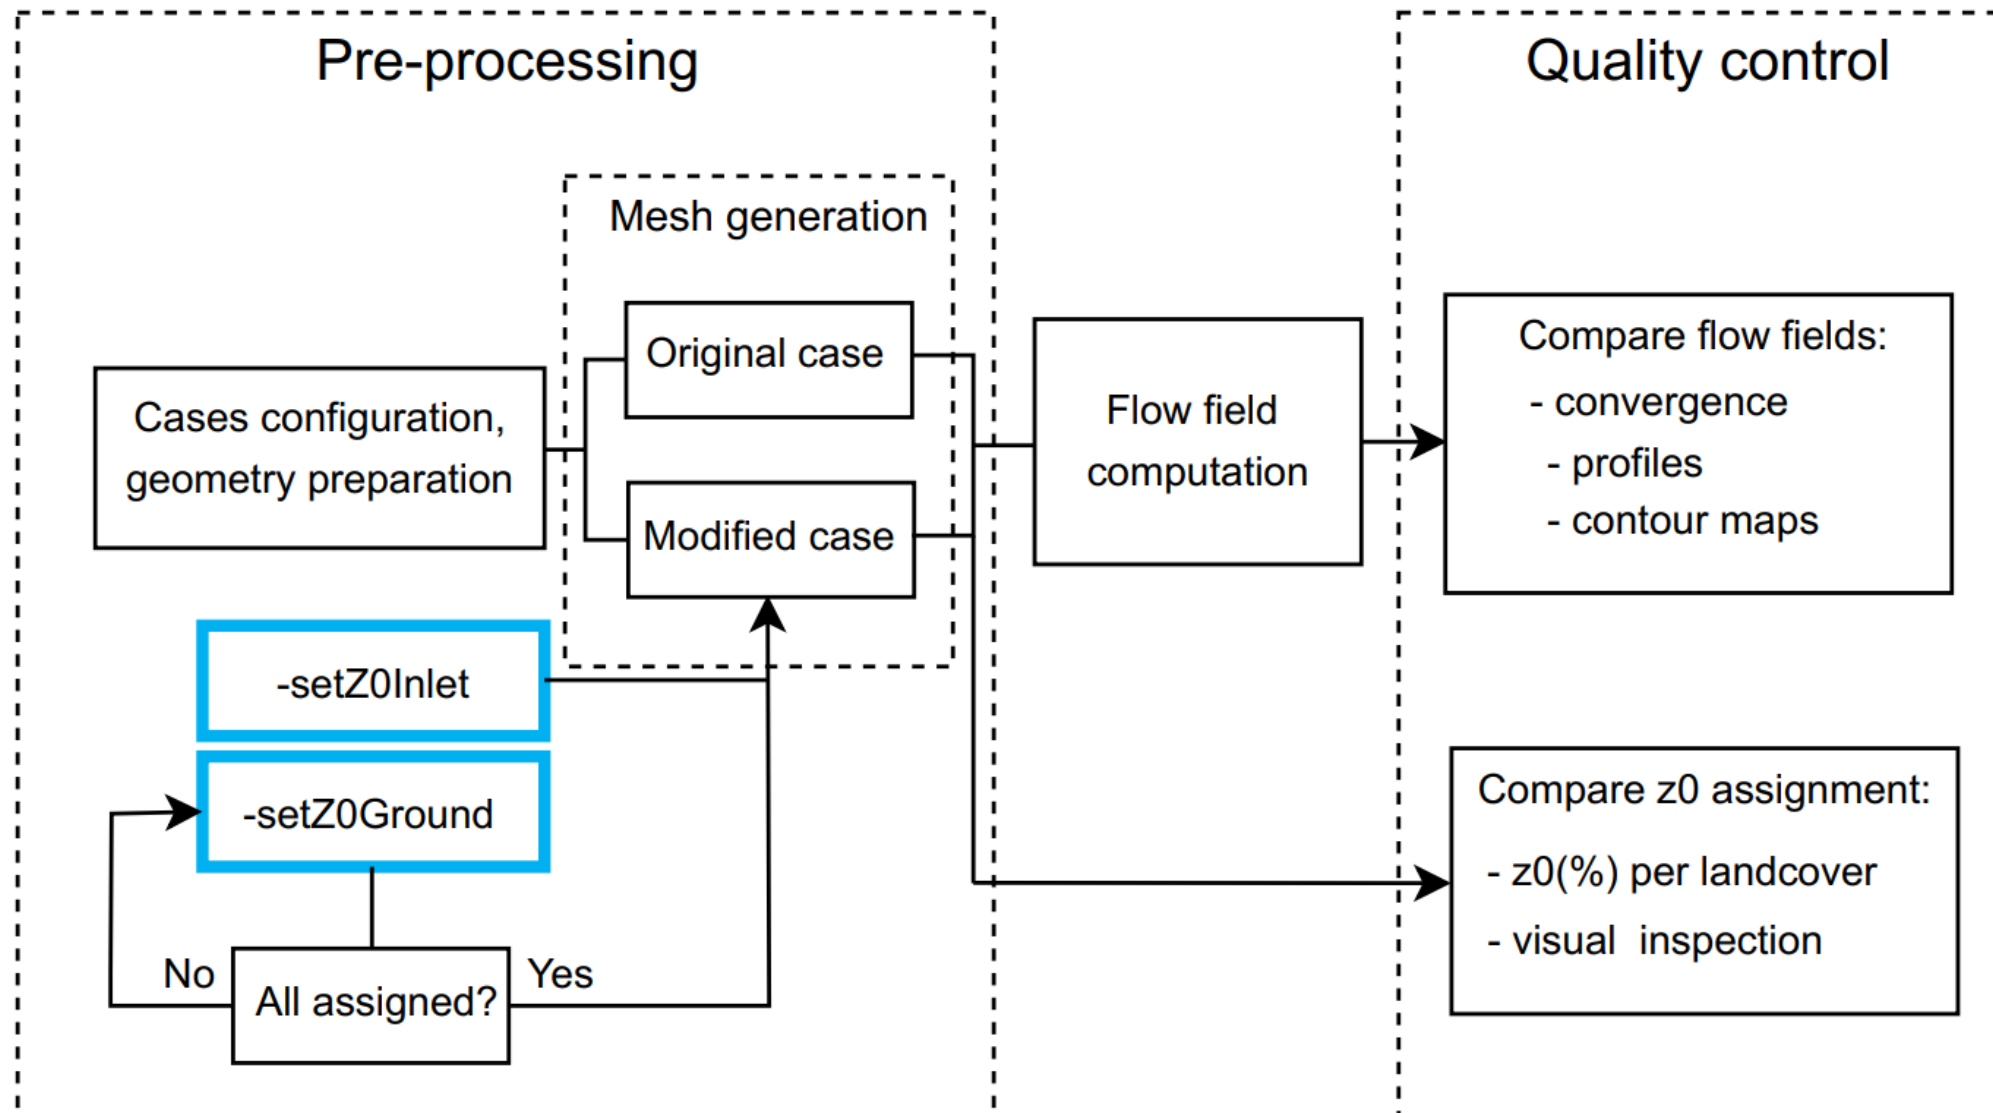 Pre-processing
Quality control
Mesh generation
Original case
Modified case
Cases configuration,
geometry preparation
-setZ0Inlet
-setZ0Ground
No
All assigned?
Yes
Flow field
computation
Compare flow fields:
- convergence
- profiles
- contour maps
Compare z0 assignment:
- z0(%) per landcover
- visual inspection